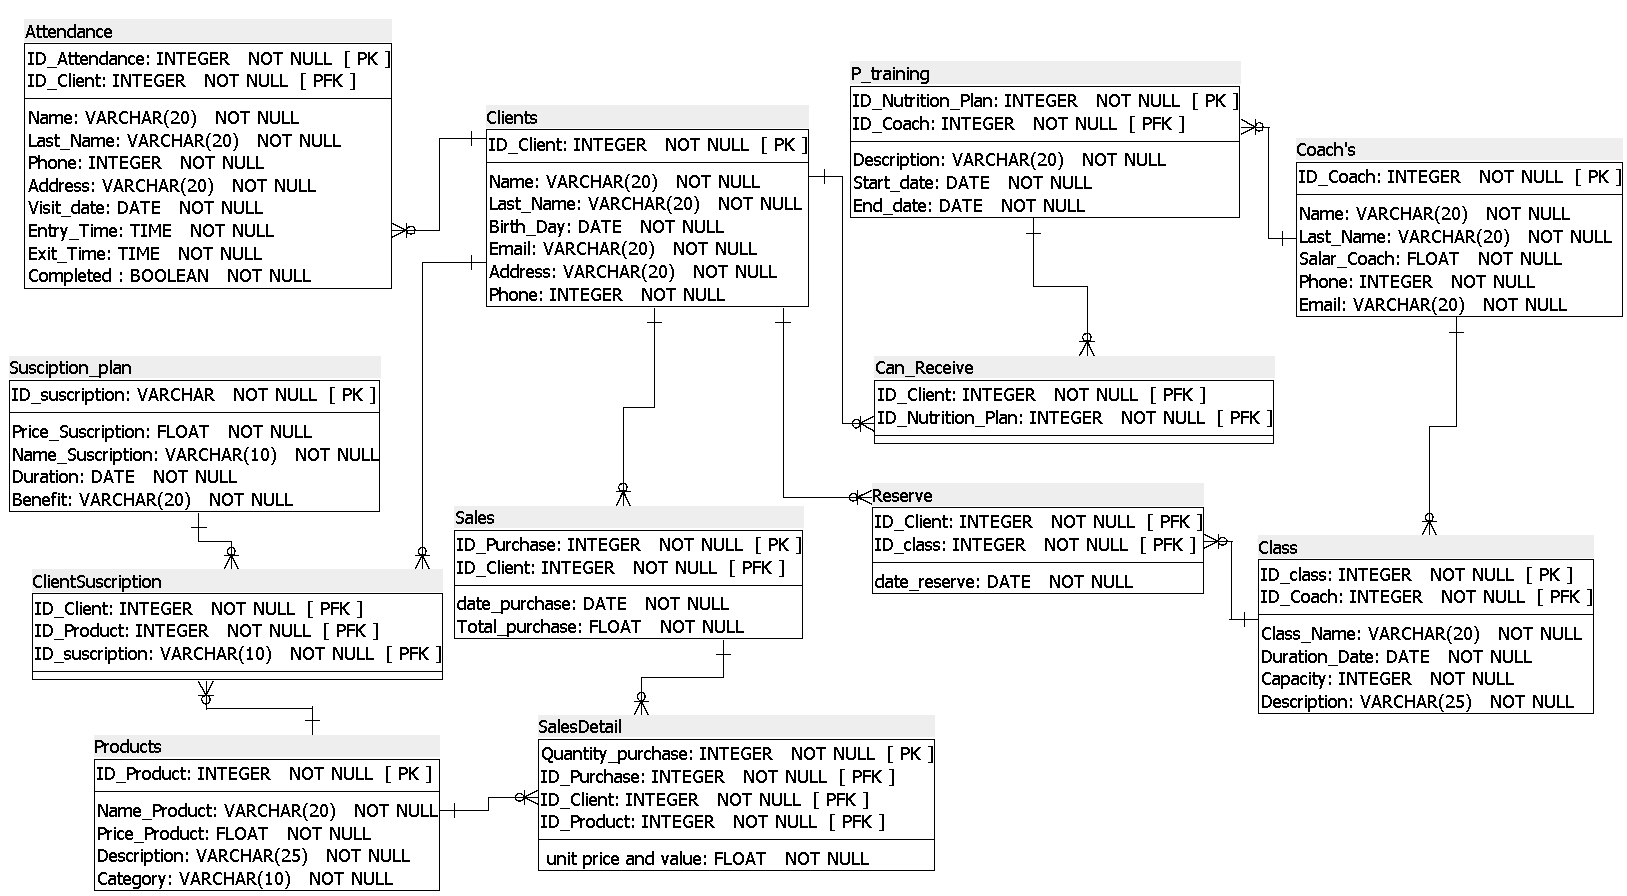 Attendance
ID_Attendance: INTEGER NOT NULL [ PK ]
ID_Client: INTEGER NOT NULL [ PFK ]
Name: VARCHAR(20) NOT NULL
Last_Name: VARCHAR(20) NOT NULL
Phone: INTEGER NOT NULL
Address: VARCHAR(20) NOT NULL
Visit_date: DATE NOT NULL
Entry_Time: TIME NOT NULL
Exit_Time: TIME NOT NULL
Completed : BOOLEAN NOT NULL
Clients
ID_Client: INTEGER NOT NULL [ PK ]
Name: VARCHAR(20) NOT NULL
Last_Name: VARCHAR(20) NOT NULL
Birth_Day: DATE NOT NULL
Email: VARCHAR(20) NOT NULL
Address: VARCHAR(20) NOT NULL
Phone: INTEGER NOT NULL
P_training
ID_Nutrition_Plan: INTEGER NOT NULL [ PK ]
ID_Coach: INTEGER NOT NULL [ PFK ]
Description: VARCHAR(20) NOT NULL
Start_date: DATE NOT NULL
End_date: DATE NOT NULL
Coach's
ID_Coach: INTEGER NOT NULL [ PK ]
Name: VARCHAR(20) NOT NULL
Last_Name: VARCHAR(20) NOT NULL
Salar_Coach: FLOAT NOT NULL
Phone: INTEGER NOT NULL
Email: VARCHAR(20) NOT NULL
Susciption_plan
ID_suscription: VARCHAR NOT NULL [ PK ]
Price_Suscription: FLOAT NOT NULL
Name_Suscription: VARCHAR(10) NOT NULL
Duration: DATE NOT NULL
Benefit: VARCHAR(20) NOT NULL
Can_Receive
ID_Client: INTEGER NOT NULL [ PFK ]
ID_Nutrition_Plan: INTEGER NOT NULL [ PFK ]
Reserve
ID_Client: INTEGER NOT NULL [ PFK ]
ID_class: INTEGER NOT NULL [ PFK ]
date_reserve: DATE NOT NULL
Sales
ID_Purchase: INTEGER NOT NULL [ PK ]
ID_Client: INTEGER NOT NULL [ PFK ]
date_purchase: DATE NOT NULL
Total_purchase: FLOAT NOT NULL
Class
ID_class: INTEGER NOT NULL [ PK ]
ID_Coach: INTEGER NOT NULL [ PFK ]
Class_Name: VARCHAR(20) NOT NULL
Duration_Date: DATE NOT NULL
Capacity: INTEGER NOT NULL
Description: VARCHAR(25) NOT NULL
ClientSuscription
ID_Client: INTEGER NOT NULL [ PFK ]
ID_Product: INTEGER NOT NULL [ PFK ]
ID_suscription: VARCHAR(10) NOT NULL [ PFK ]
Products
ID_Product: INTEGER NOT NULL [ PK ]
Name_Product: VARCHAR(20) NOT NULL
Price_Product: FLOAT NOT NULL
Description: VARCHAR(25) NOT NULL
Category: VARCHAR(10) NOT NULL
SalesDetail
Quantity_purchase: INTEGER NOT NULL [ PK ]
ID_Purchase: INTEGER NOT NULL [ PFK ]
ID_Client: INTEGER NOT NULL [ PFK ]
ID_Product: INTEGER NOT NULL [ PFK ]
unit price and value: FLOAT NOT NULL